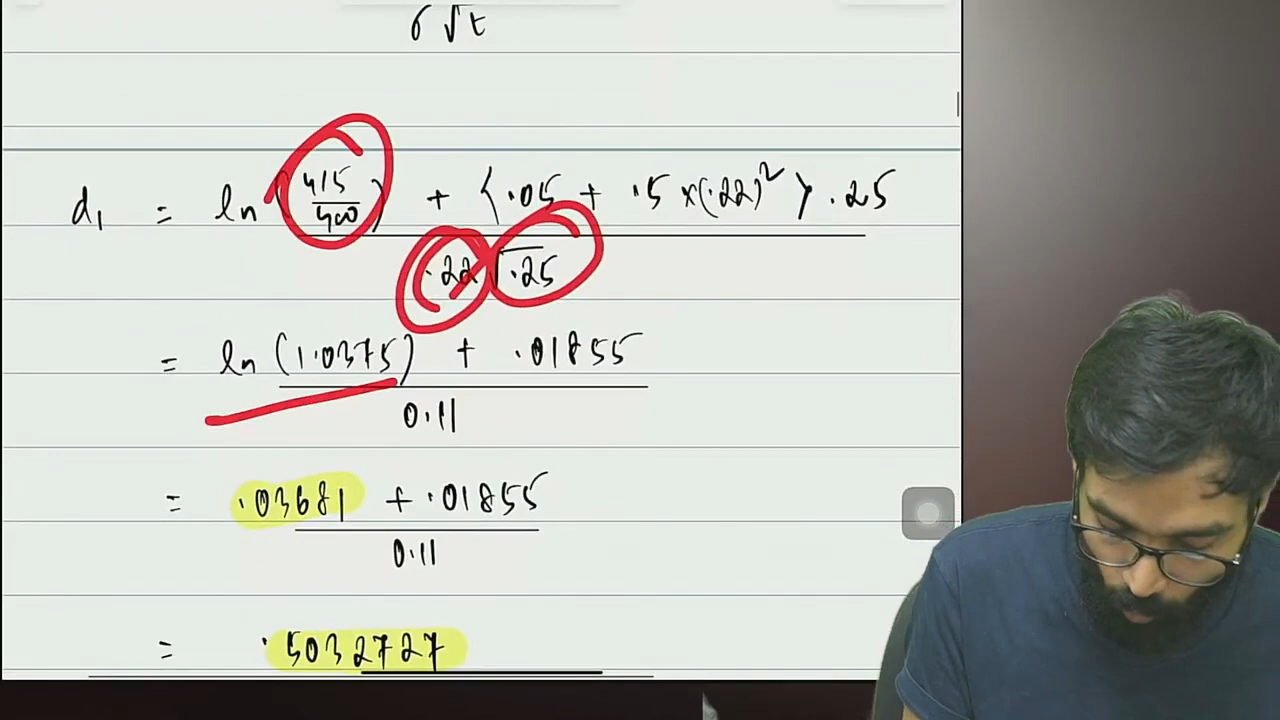 σ √t
d₁ = ln (415/400) + {.05 + .5 ×(.22)² } .25
.22 √.25
= ln (1.0375) + .01855
0.11
= .03681 + .01855
0.11
= .5032727